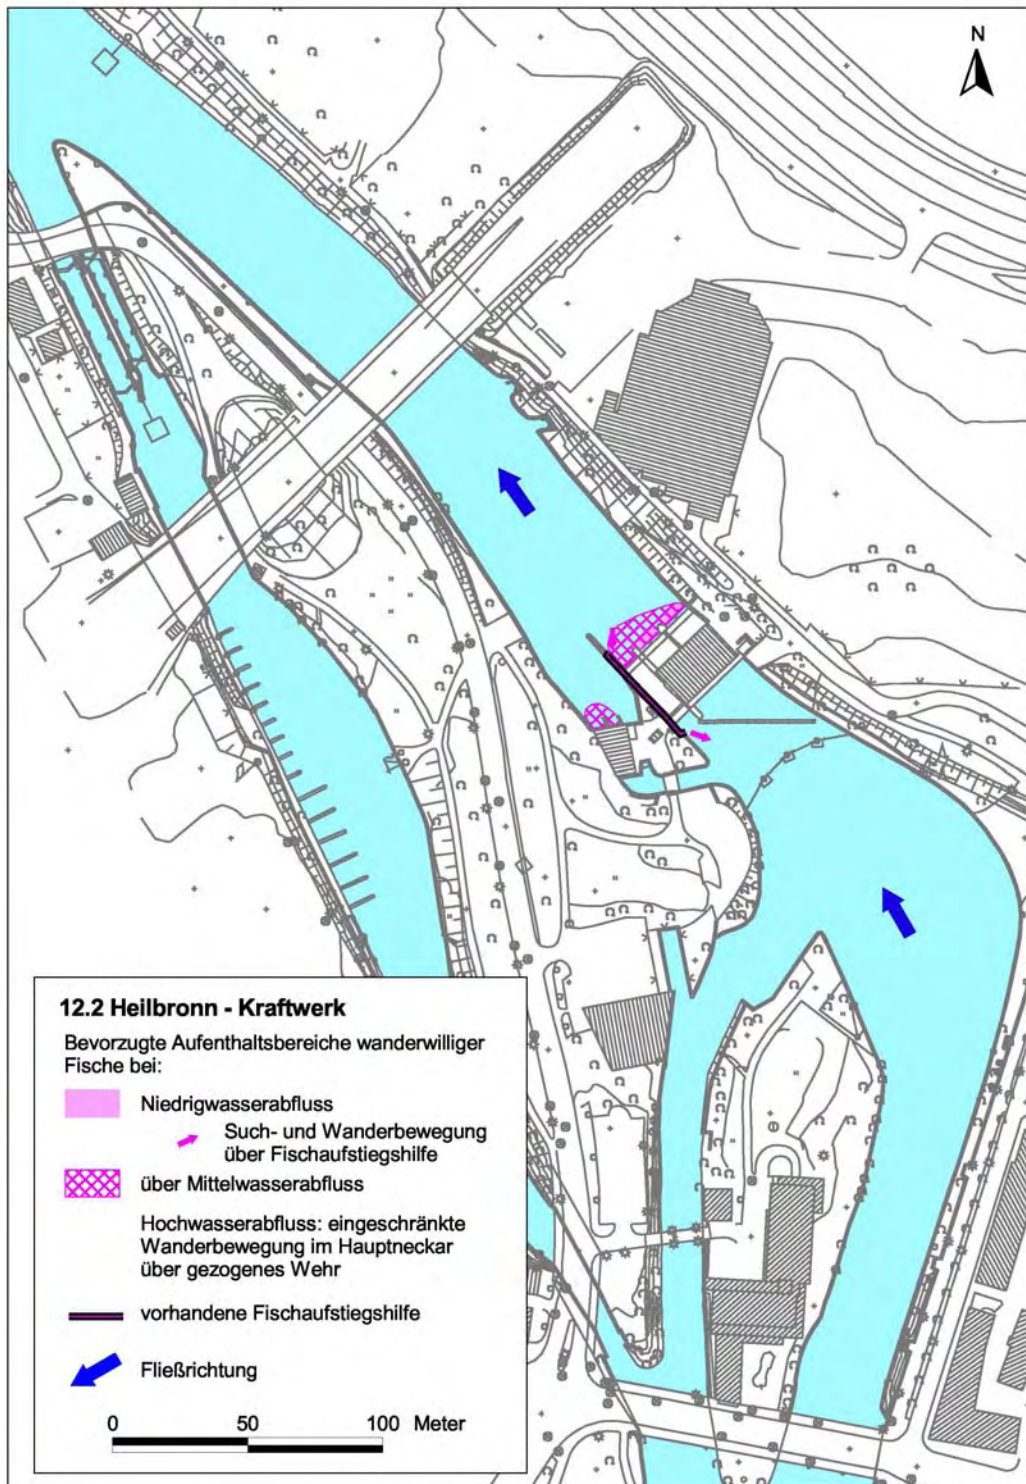 N
12.2 Heilbronn - Kraftwerk
Bevorzugte Aufenthaltsbereiche wanderwilliger
Fische bei:
Niedrigwasserabfluss
Such- und Wanderbewegung
über Fischaufstiegshilfe
über Mittelwasserabfluss
Hochwasserabfluss: eingeschränkte
Wanderbewegung im Hauptneckar
über gezogenes Wehr
vorhandene Fischaufstiegshilfe
Fließrichtung
0 50 100 Meter